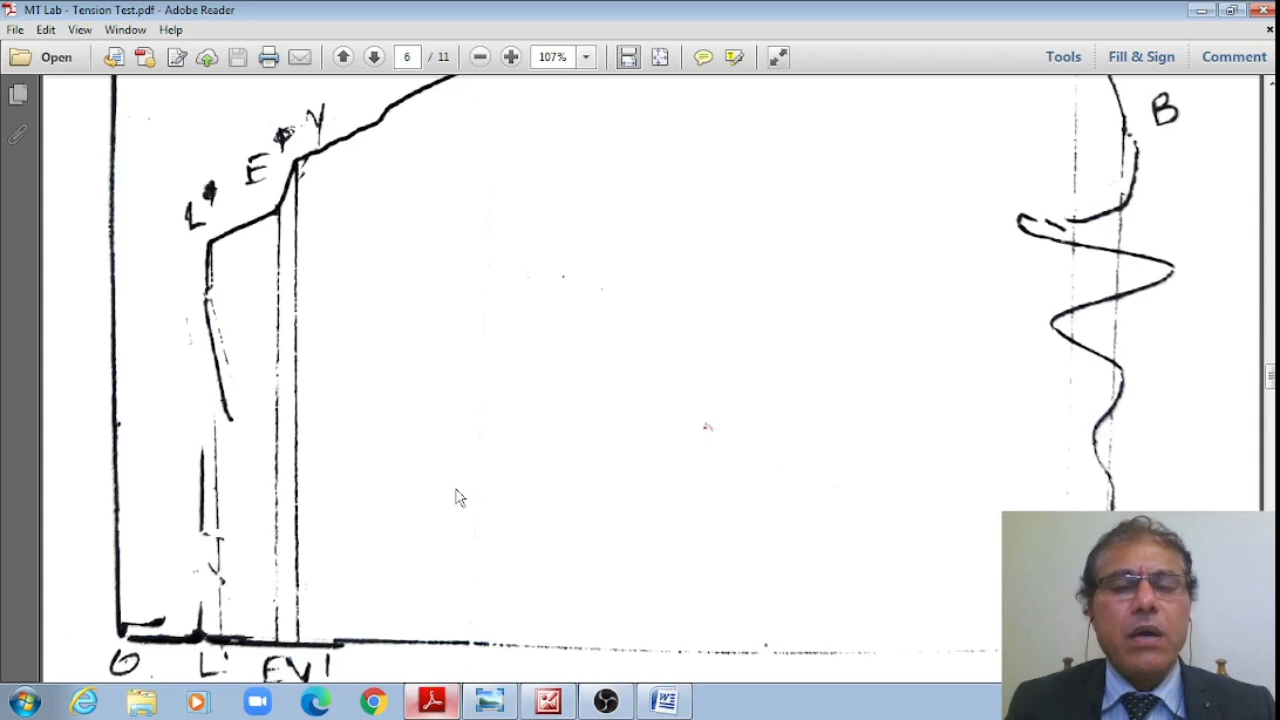 MT Lab - Tension Test.pdf - Adobe Reader
File Edit View Window Help
Open 6 / 11 107% Tools Fill & Sign Comment
B
Y
E
L
O L' E Y'